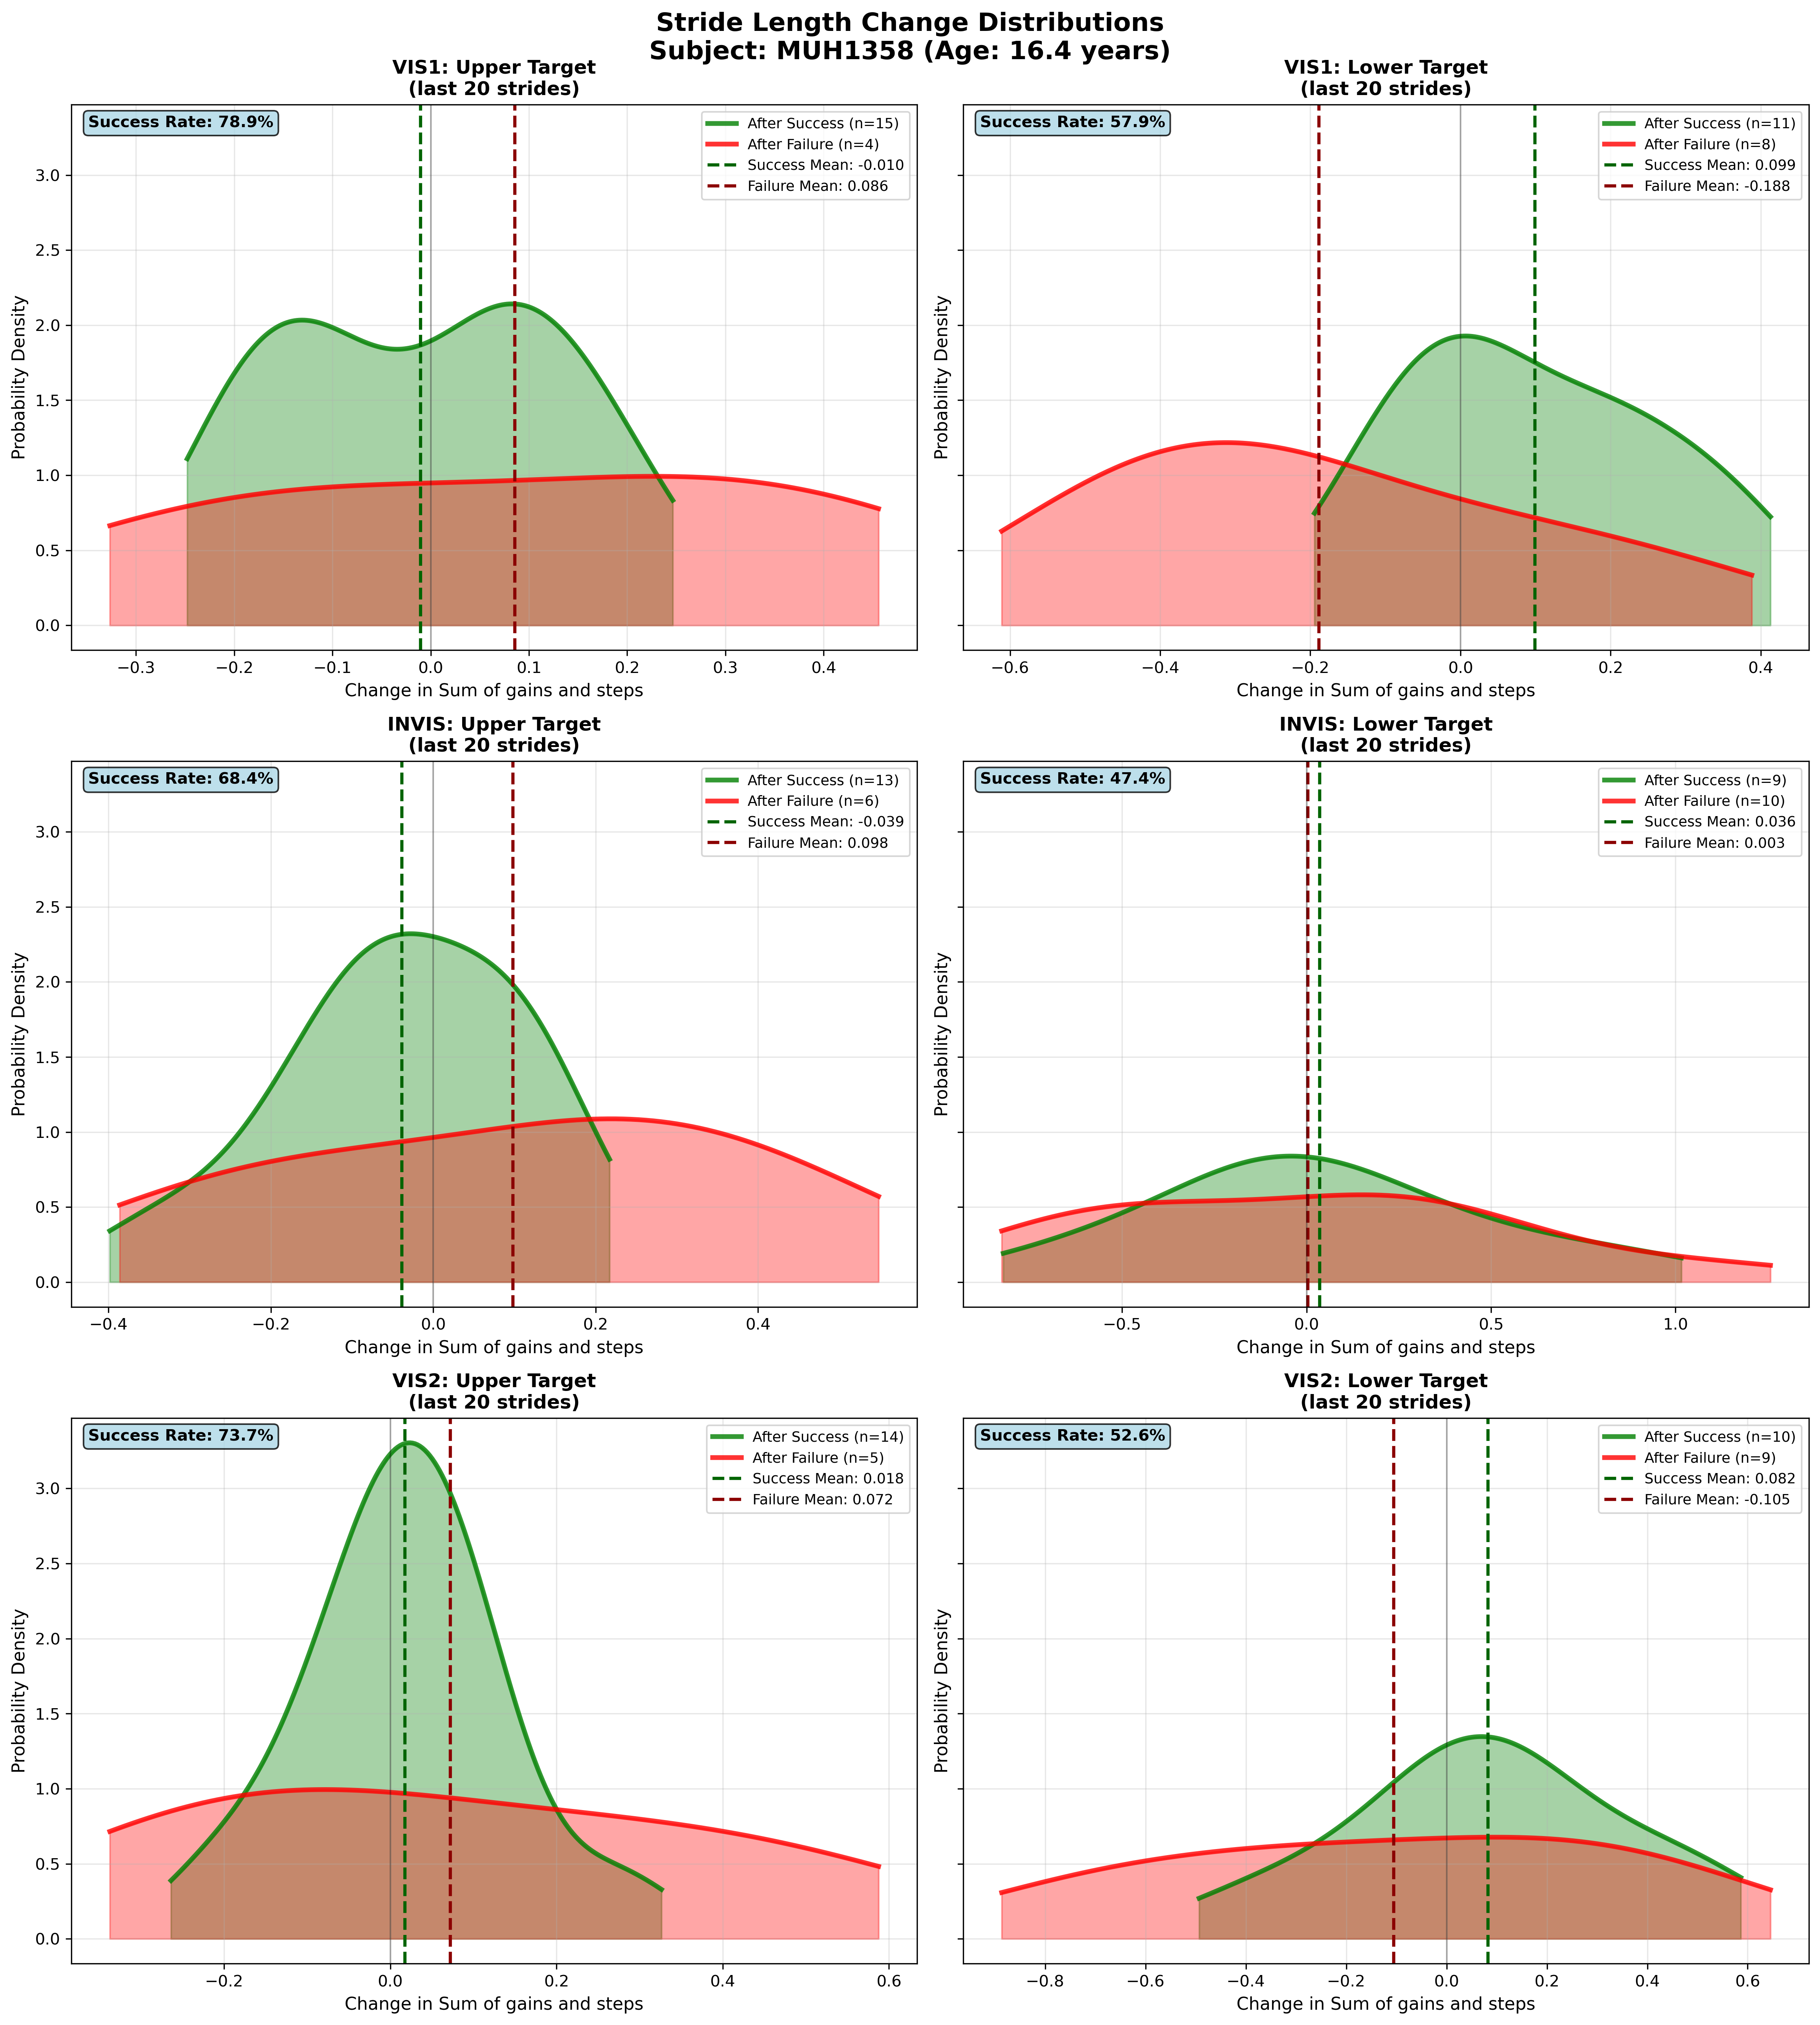 Stride Length Change Distributions
Subject: MUH1358 (Age: 16.4 years)
VIS1: Upper Target
(last 20 strides)
Success Rate: 78.9%
After Success (n=15)
After Failure (n=4)
Success Mean: -0.010
Failure Mean: 0.086
Probability Density
3.0
2.5
2.0
1.5
1.0
0.5
0.0
−0.3 −0.2 −0.1 0.0 0.1 0.2 0.3 0.4
Change in Sum of gains and steps
VIS1: Lower Target
(last 20 strides)
Success Rate: 57.9%
After Success (n=11)
After Failure (n=8)
Success Mean: 0.099
Failure Mean: -0.188
Probability Density
−0.6 −0.4 −0.2 0.0 0.2 0.4
Change in Sum of gains and steps
INVIS: Upper Target
(last 20 strides)
Success Rate: 68.4%
After Success (n=13)
After Failure (n=6)
Success Mean: -0.039
Failure Mean: 0.098
Probability Density
3.0
2.5
2.0
1.5
1.0
0.5
0.0
−0.4 −0.2 0.0 0.2 0.4
Change in Sum of gains and steps
INVIS: Lower Target
(last 20 strides)
Success Rate: 47.4%
After Success (n=9)
After Failure (n=10)
Success Mean: 0.036
Failure Mean: 0.003
Probability Density
−0.5 0.0 0.5 1.0
Change in Sum of gains and steps
VIS2: Upper Target
(last 20 strides)
Success Rate: 73.7%
After Success (n=14)
After Failure (n=5)
Success Mean: 0.018
Failure Mean: 0.072
Probability Density
3.0
2.5
2.0
1.5
1.0
0.5
0.0
−0.2 0.0 0.2 0.4 0.6
Change in Sum of gains and steps
VIS2: Lower Target
(last 20 strides)
Success Rate: 52.6%
After Success (n=10)
After Failure (n=9)
Success Mean: 0.082
Failure Mean: -0.105
Probability Density
−0.8 −0.6 −0.4 −0.2 0.0 0.2 0.4 0.6
Change in Sum of gains and steps